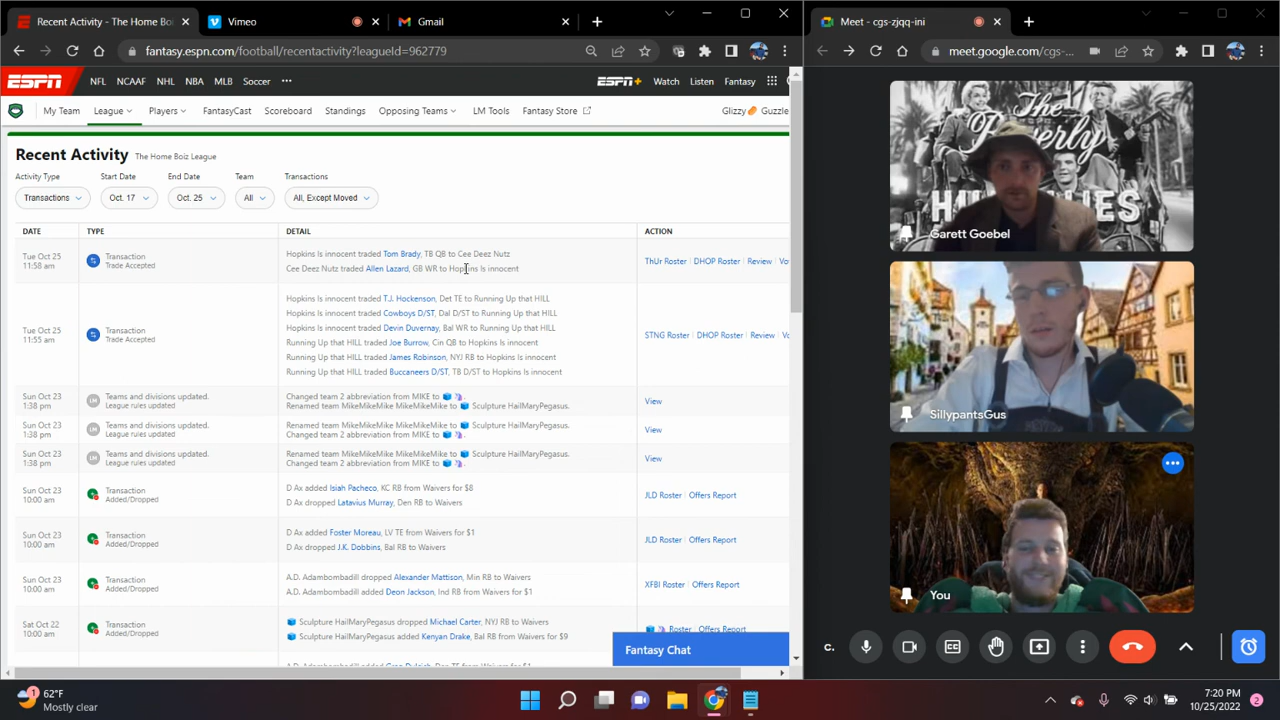 Recent Activity - The Home Boi
Vimeo
Gmail
Meet - cgs-zjqq-ini
fantasy.espn.com/football/recentactivity?leagueId=962779
meet.google.com/cgs-...
ESPN NFL NCAAF NHL NBA MLB Soccer ••• ESPN+ Watch Listen Fantasy
My Team League Players FantasyCast Scoreboard Standings Opposing Teams LM Tools Fantasy Store Glizzy Guzzle
Recent Activity The Home Boiz League
Activity Type Start Date End Date Team Transactions
Transactions Oct. 17 Oct. 25 All All, Except Moved
DATE TYPE DETAIL ACTION
Tue Oct 25
11:58 am
Transaction
Trade Accepted
Hopkins Is innocent traded Tom Brady, TB QB to Cee Deez Nutz
Cee Deez Nutz traded Allen Lazard, GB WR to Hopkins Is innocent
ThUr Roster | DHOP Roster | Review | Vo
Tue Oct 25
11:55 am
Transaction
Trade Accepted
Hopkins Is innocent traded T.J. Hockenson, Det TE to Running Up that HILL
Hopkins Is innocent traded Cowboys D/ST, Dal D/ST to Running Up that HILL
Hopkins Is innocent traded Devin Duvernay, Bal WR to Running Up that HILL
Running Up that HILL traded Joe Burrow, Cin QB to Hopkins Is innocent
Running Up that HILL traded James Robinson, NYJ RB to Hopkins Is innocent
Running Up that HILL traded Buccaneers D/ST, TB D/ST to Hopkins Is innocent
STNG Roster | DHOP Roster | Review | Vo
Sun Oct 23
1:38 pm
LM
Teams and divisions updated.
League rules updated
Changed team 2 abbreviation from MIKE to
Renamed team MikeMikeMike MikeMikeMike to Sculpture HailMaryPegasus.
View
Sun Oct 23
1:38 pm
LM
Teams and divisions updated.
League rules updated
Renamed team MikeMikeMike MikeMikeMike to Sculpture HailMaryPegasus.
Changed team 2 abbreviation from MIKE to
View
Sun Oct 23
1:38 pm
LM
Teams and divisions updated.
League rules updated
Renamed team MikeMikeMike MikeMikeMike to Sculpture HailMaryPegasus.
Changed team 2 abbreviation from MIKE to
View
Sun Oct 23
10:00 am
Transaction
Added/Dropped
D Ax added Isiah Pacheco, KC RB from Waivers for $8
D Ax dropped Latavius Murray, Den RB to Waivers
JLD Roster | Offers Report
Sun Oct 23
10:00 am
Transaction
Added/Dropped
D Ax added Foster Moreau, LV TE from Waivers for $1
D Ax dropped J.K. Dobbins, Bal RB to Waivers
JLD Roster | Offers Report
Sun Oct 23
10:00 am
Transaction
Added/Dropped
A.D. Adambombadill dropped Alexander Mattison, Min RB to Waivers
A.D. Adambombadill added Deon Jackson, Ind RB to Waivers for $1
XFBI Roster | Offers Report
Sat Oct 22
10:00 am
Transaction
Added/Dropped
Sculpture HailMaryPegasus dropped Michael Carter, NYJ RB to Waivers
Sculpture HailMaryPegasus added Kenyan Drake, Bal RB from Waivers for $9
Roster | Offers Report
Fantasy Chat
The
Garett Goebel
SillypantsGus
You
c.
62°F
Mostly clear
7:20 PM
10/25/2022